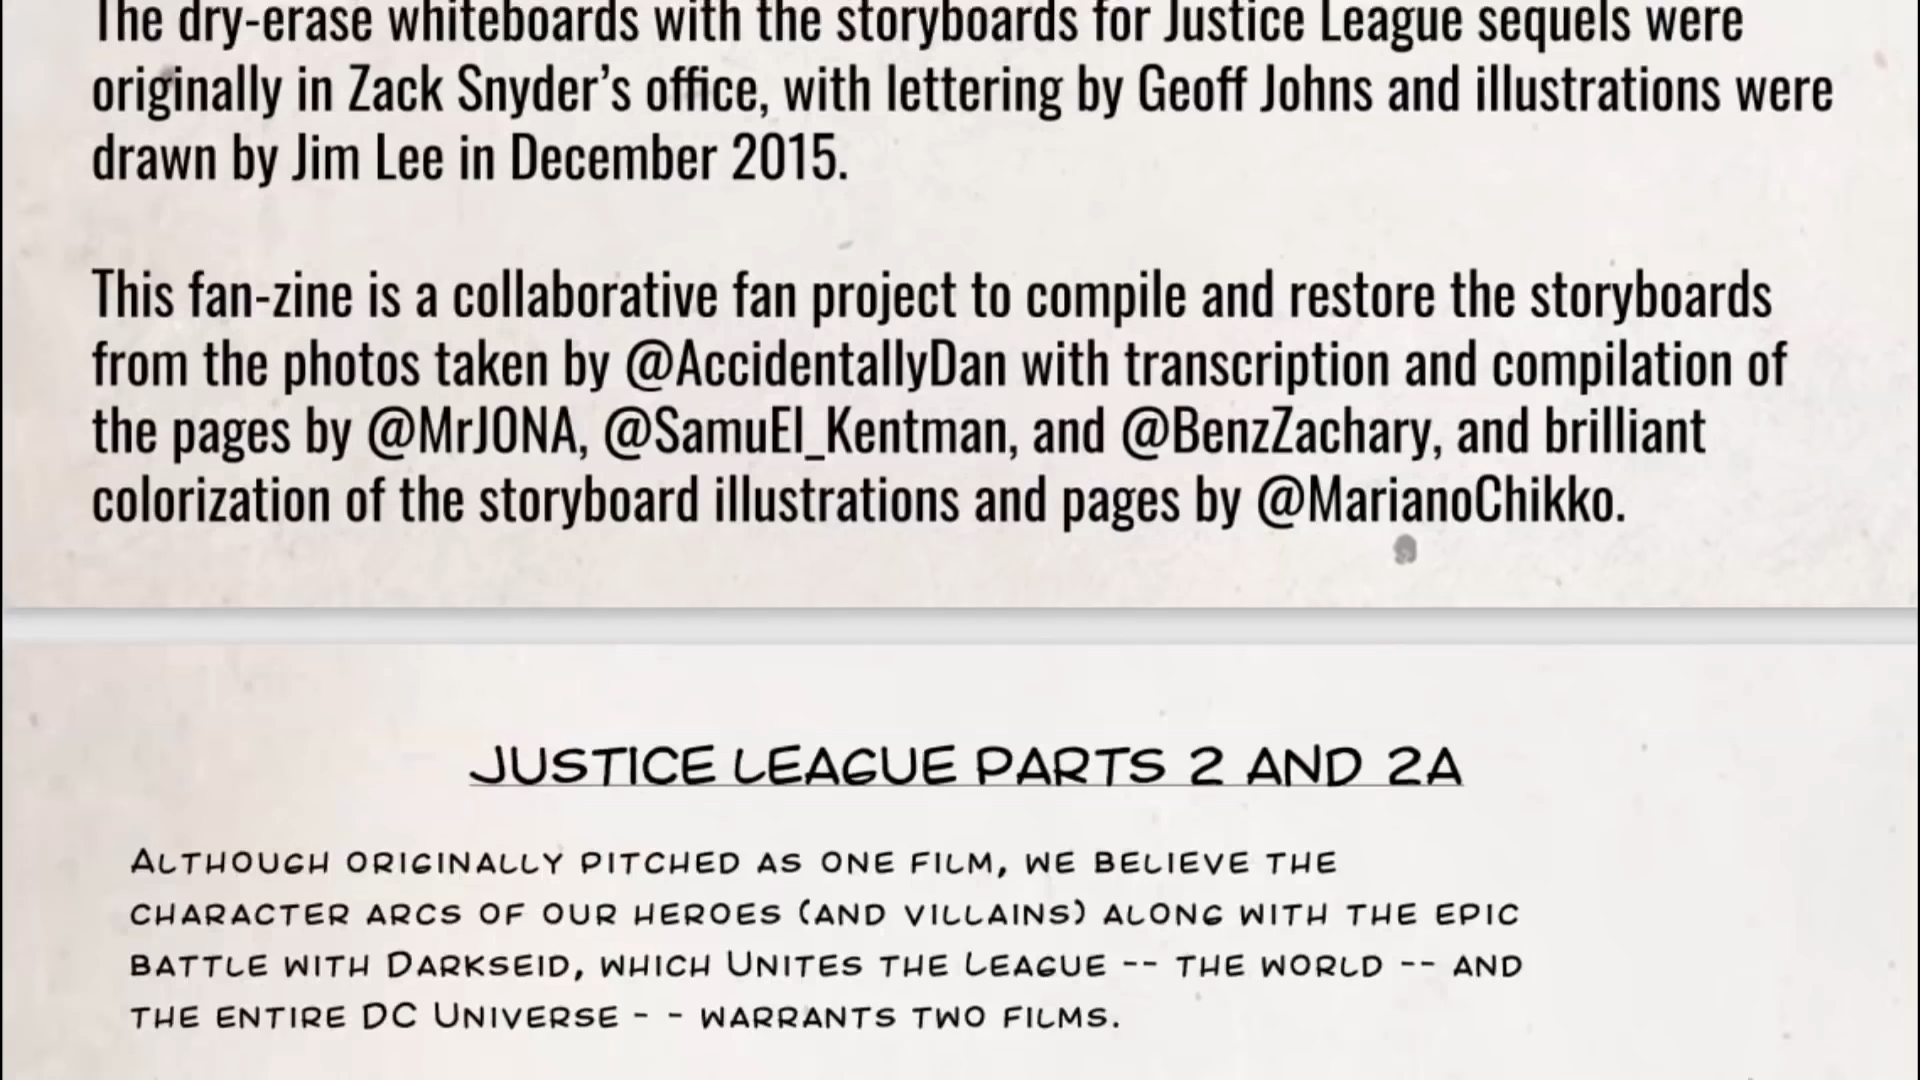 The dry-erase whiteboards with the storyboards for Justice League sequels were
originally in Zack Snyder’s office, with lettering by Geoff Johns and illustrations were
drawn by Jim Lee in December 2015.
This fan-zine is a collaborative fan project to compile and restore the storyboards
from the photos taken by @AccidentallyDan with transcription and compilation of
the pages by @MrJONA, @SamuEl_Kentman, and @BenzZachary, and brilliant
colorization of the storyboard illustrations and pages by @MarianoChikko.
JUSTICE LEAGUE PARTS 2 AND 2A
ALTHOUGH ORIGINALLY PITCHED AS ONE FILM, WE BELIEVE THE
CHARACTER ARCS OF OUR HEROES (AND VILLAINS) ALONG WITH THE EPIC
BATTLE WITH DARKSEID, WHICH UNITES THE LEAGUE -- THE WORLD -- AND
THE ENTIRE DC UNIVERSE - - WARRANTS TWO FILMS.